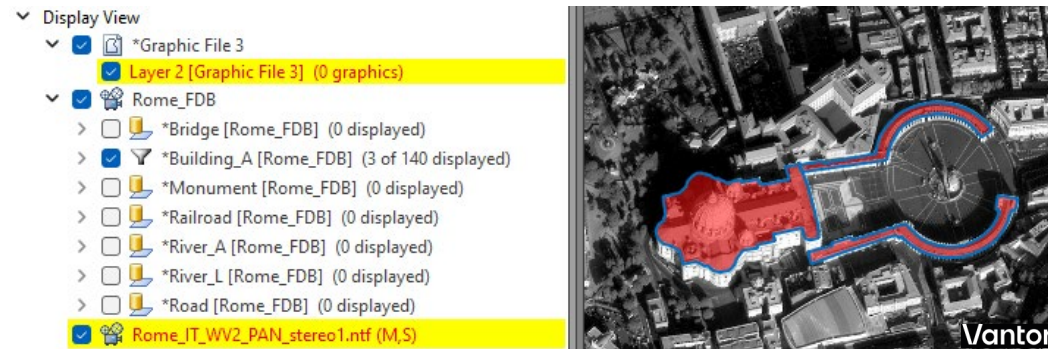 Display View
*Graphic File 3
Layer 2 [Graphic File 3] (0 graphics)
Rome_FDB
*Bridge [Rome_FDB] (0 displayed)
*Building_A [Rome_FDB] (3 of 140 displayed)
*Monument [Rome_FDB] (0 displayed)
*Railroad [Rome_FDB] (0 displayed)
*River_A [Rome_FDB] (0 displayed)
*River_L [Rome_FDB] (0 displayed)
*Road [Rome_FDB] (0 displayed)
Rome_IT_WV2_PAN_stereo1.ntf (M,S)
Vantor